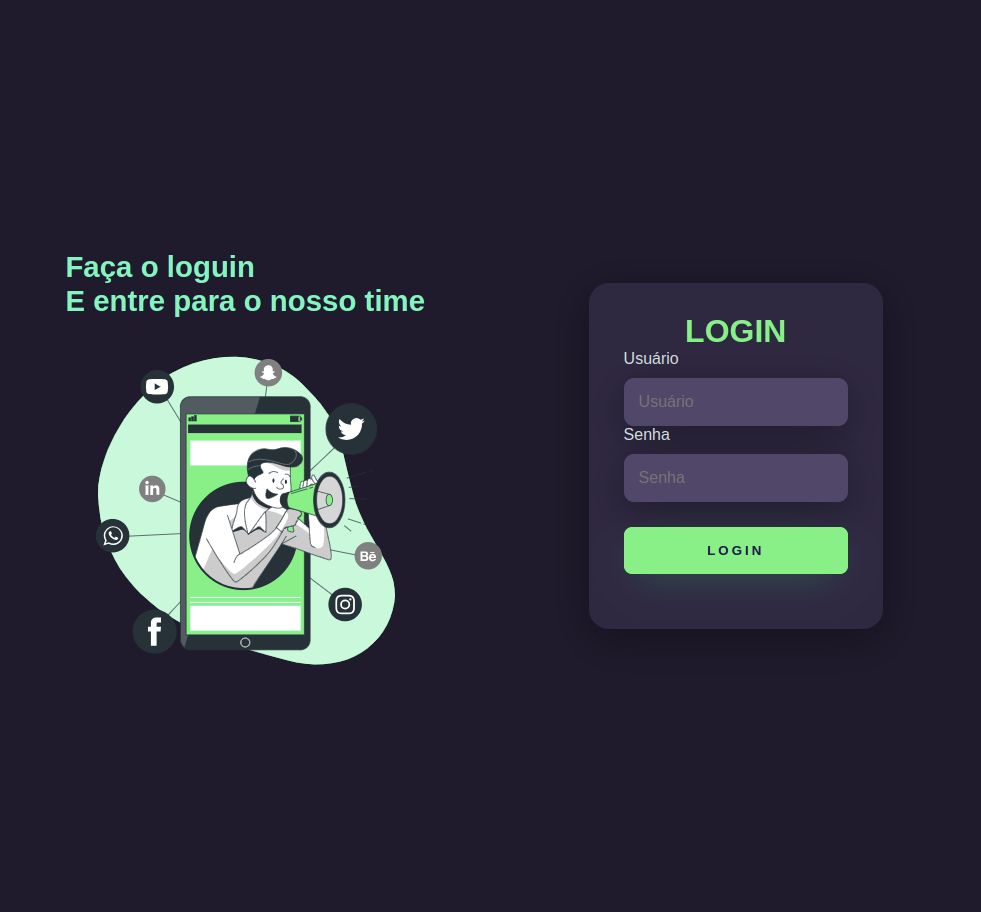 Faça o loguin
E entre para o nosso time
in
Bē
LOGIN
Usuário
Usuário
Senha
Senha
LOGIN